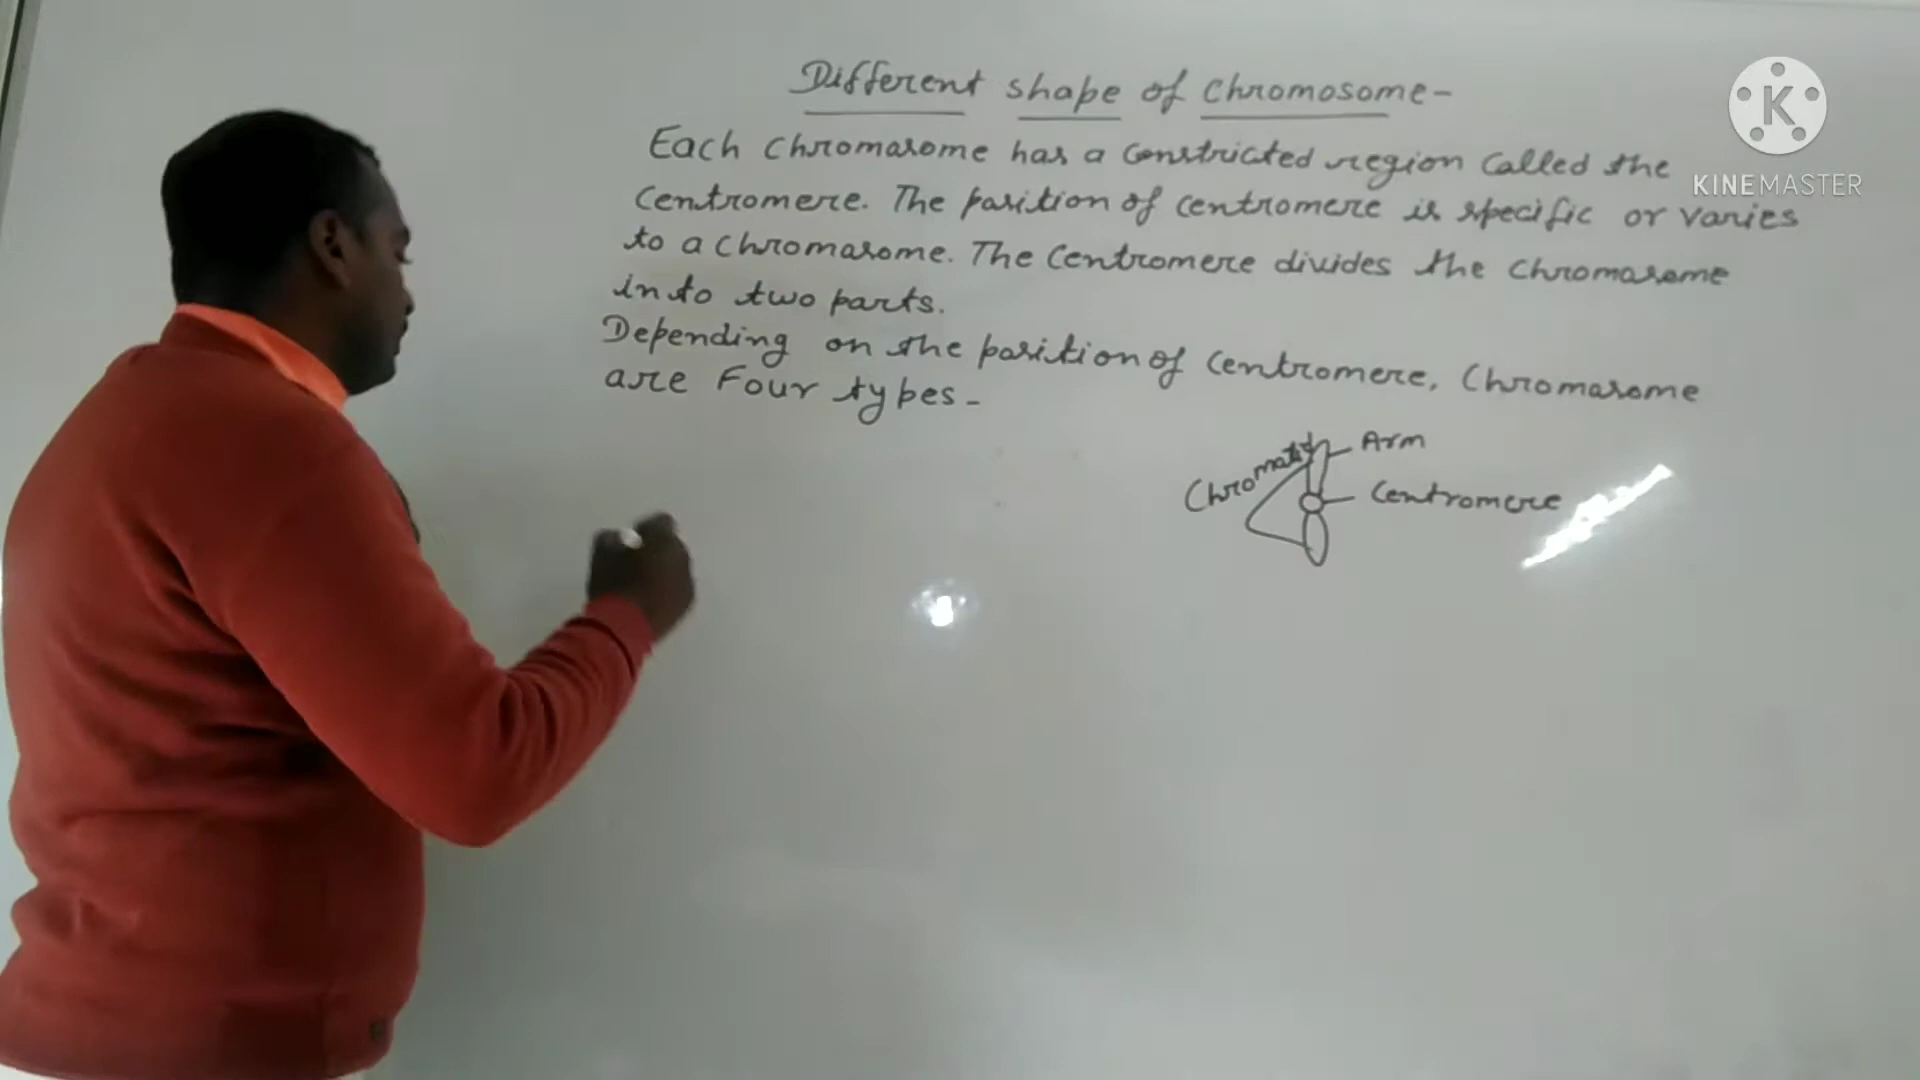 Different shape of Chromosome-
Each Chromosome has a Constricted region Called the
Centromere. The position of centromere is specific or varies
to a Chromosome. The Centromere divides the Chromosome
into two parts.
Depending on the position of Centromere, Chromosome
are Four types-
Arm
Chromatid
Centromere
K
KINEMASTER